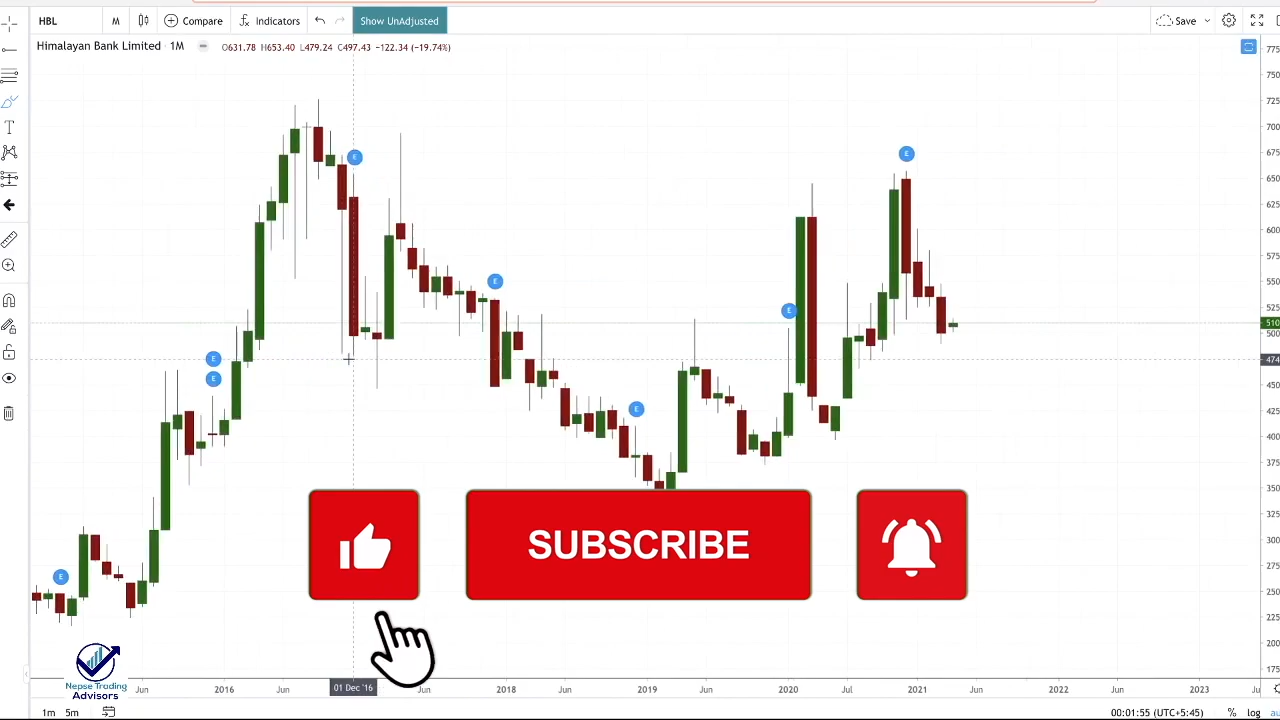 HBL M Compare Indicators Show UnAdjusted Save
Himalayan Bank Limited · 1M O631.78 H653.40 L479.24 C497.43 −122.34 (−19.74%)
775
750
725
700
675
650
625
600
575
550
525
510
500
474
450
425
400
375
350
325
300
275
250
225
200
175
E
E
E
E
E
E
E
E
SUBSCRIBE
Nepse Trading
Advisors
Jun 2016 Jun 01 Dec '16 Jun 2018 Jun 2019 Jun 2020 Jul 2021 Jun 2022 Jun 2023
1m 5m 00:01:55 (UTC+5:45) % log